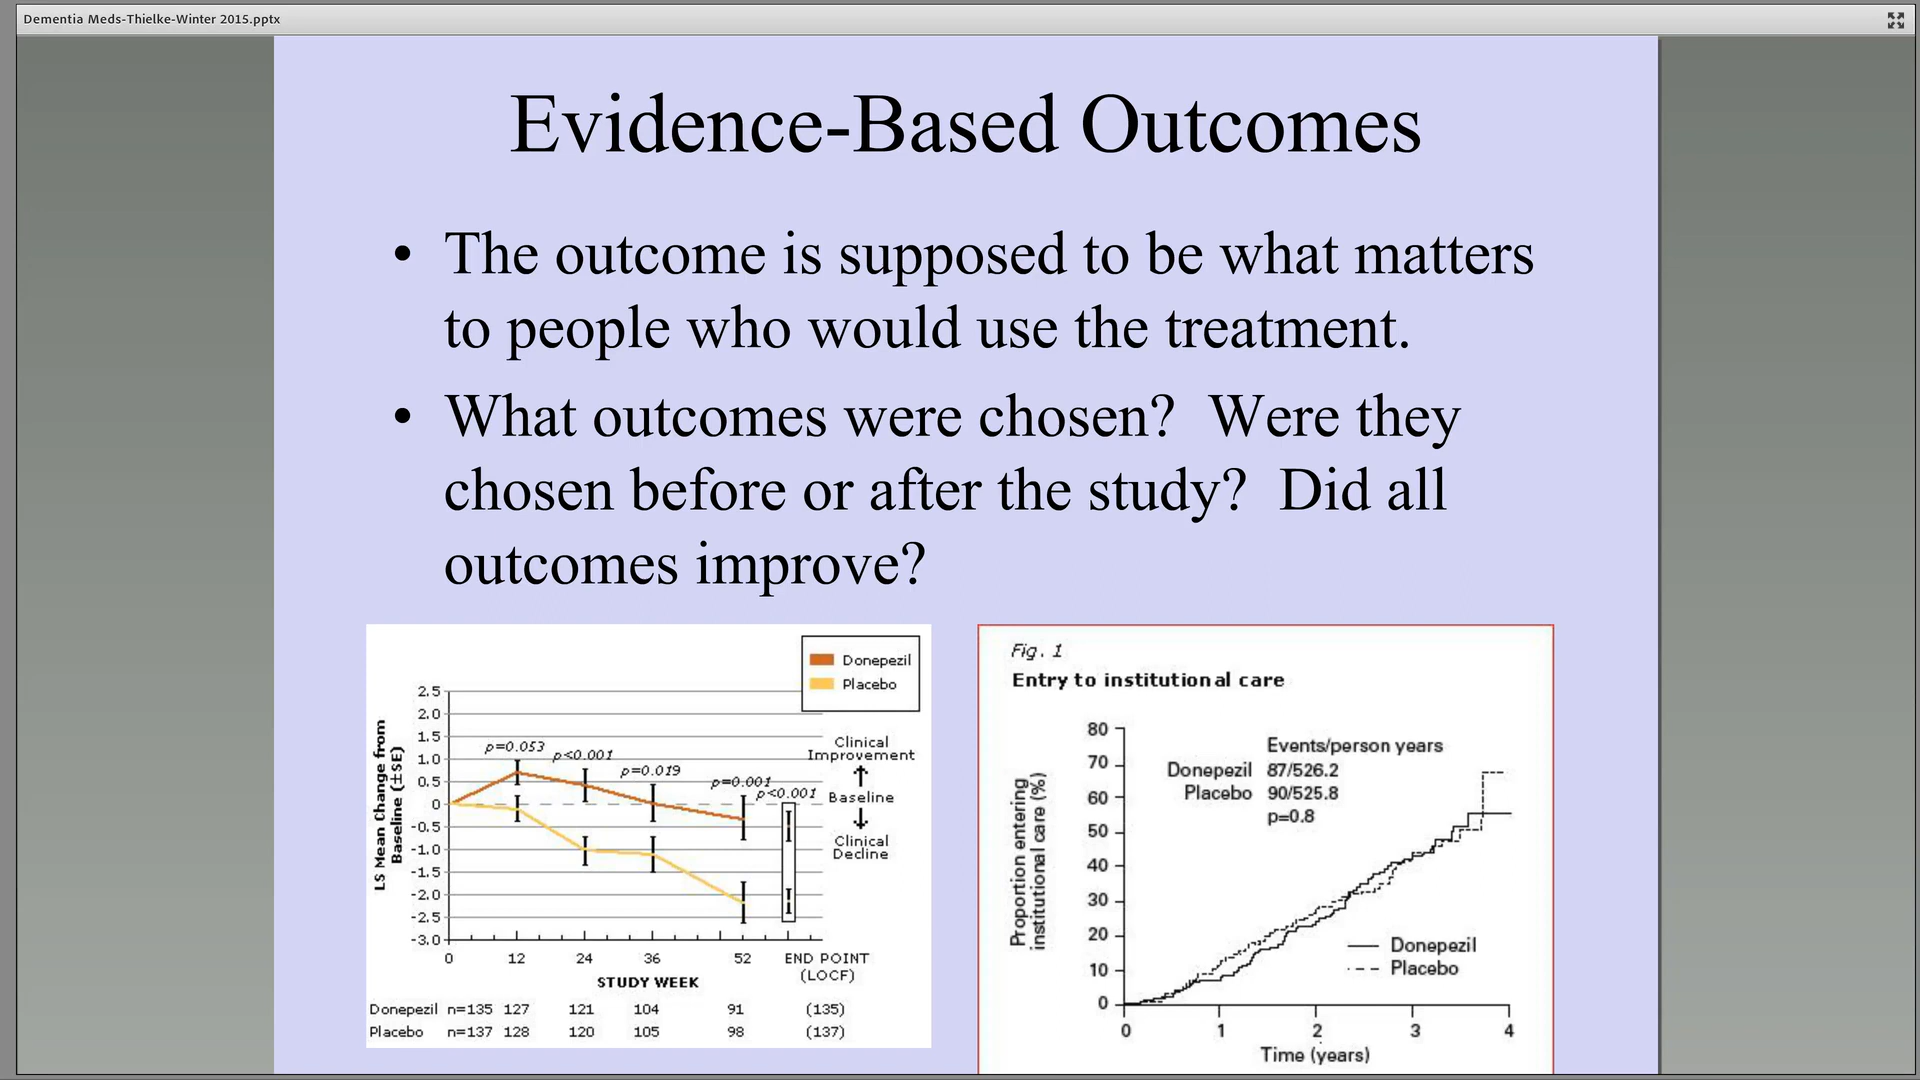 Dementia Meds-Thielke-Winter 2015.pptx
Evidence-Based Outcomes
• The outcome is supposed to be what matters
to people who would use the treatment.
• What outcomes were chosen?  Were they
chosen before or after the study?  Did all
outcomes improve?
Donepezil
Placebo
LS Mean Change from
Baseline (±SE)
2.5
2.0
1.5
1.0
0.5
0
-0.5
-1.0
-1.5
-2.0
-2.5
-3.0
p=0.053
p<0.001
p=0.019
p=0.001
p<0.001
Clinical
Improvement
Baseline
Clinical
Decline
0 12 24 36 52 END POINT
(LOCF)
STUDY WEEK
Donepezil n=135 127 121 104 91 (135)
Placebo n=137 128 120 105 98 (137)
Fig. 1
Entry to institutional care
Proportion entering
institutional care (%)
80
70
60
50
40
30
20
10
0
Events/person years
Donepezil 87/526.2
Placebo 90/525.8
p=0.8
Donepezil
Placebo
0 1 2 3 4
Time (years)